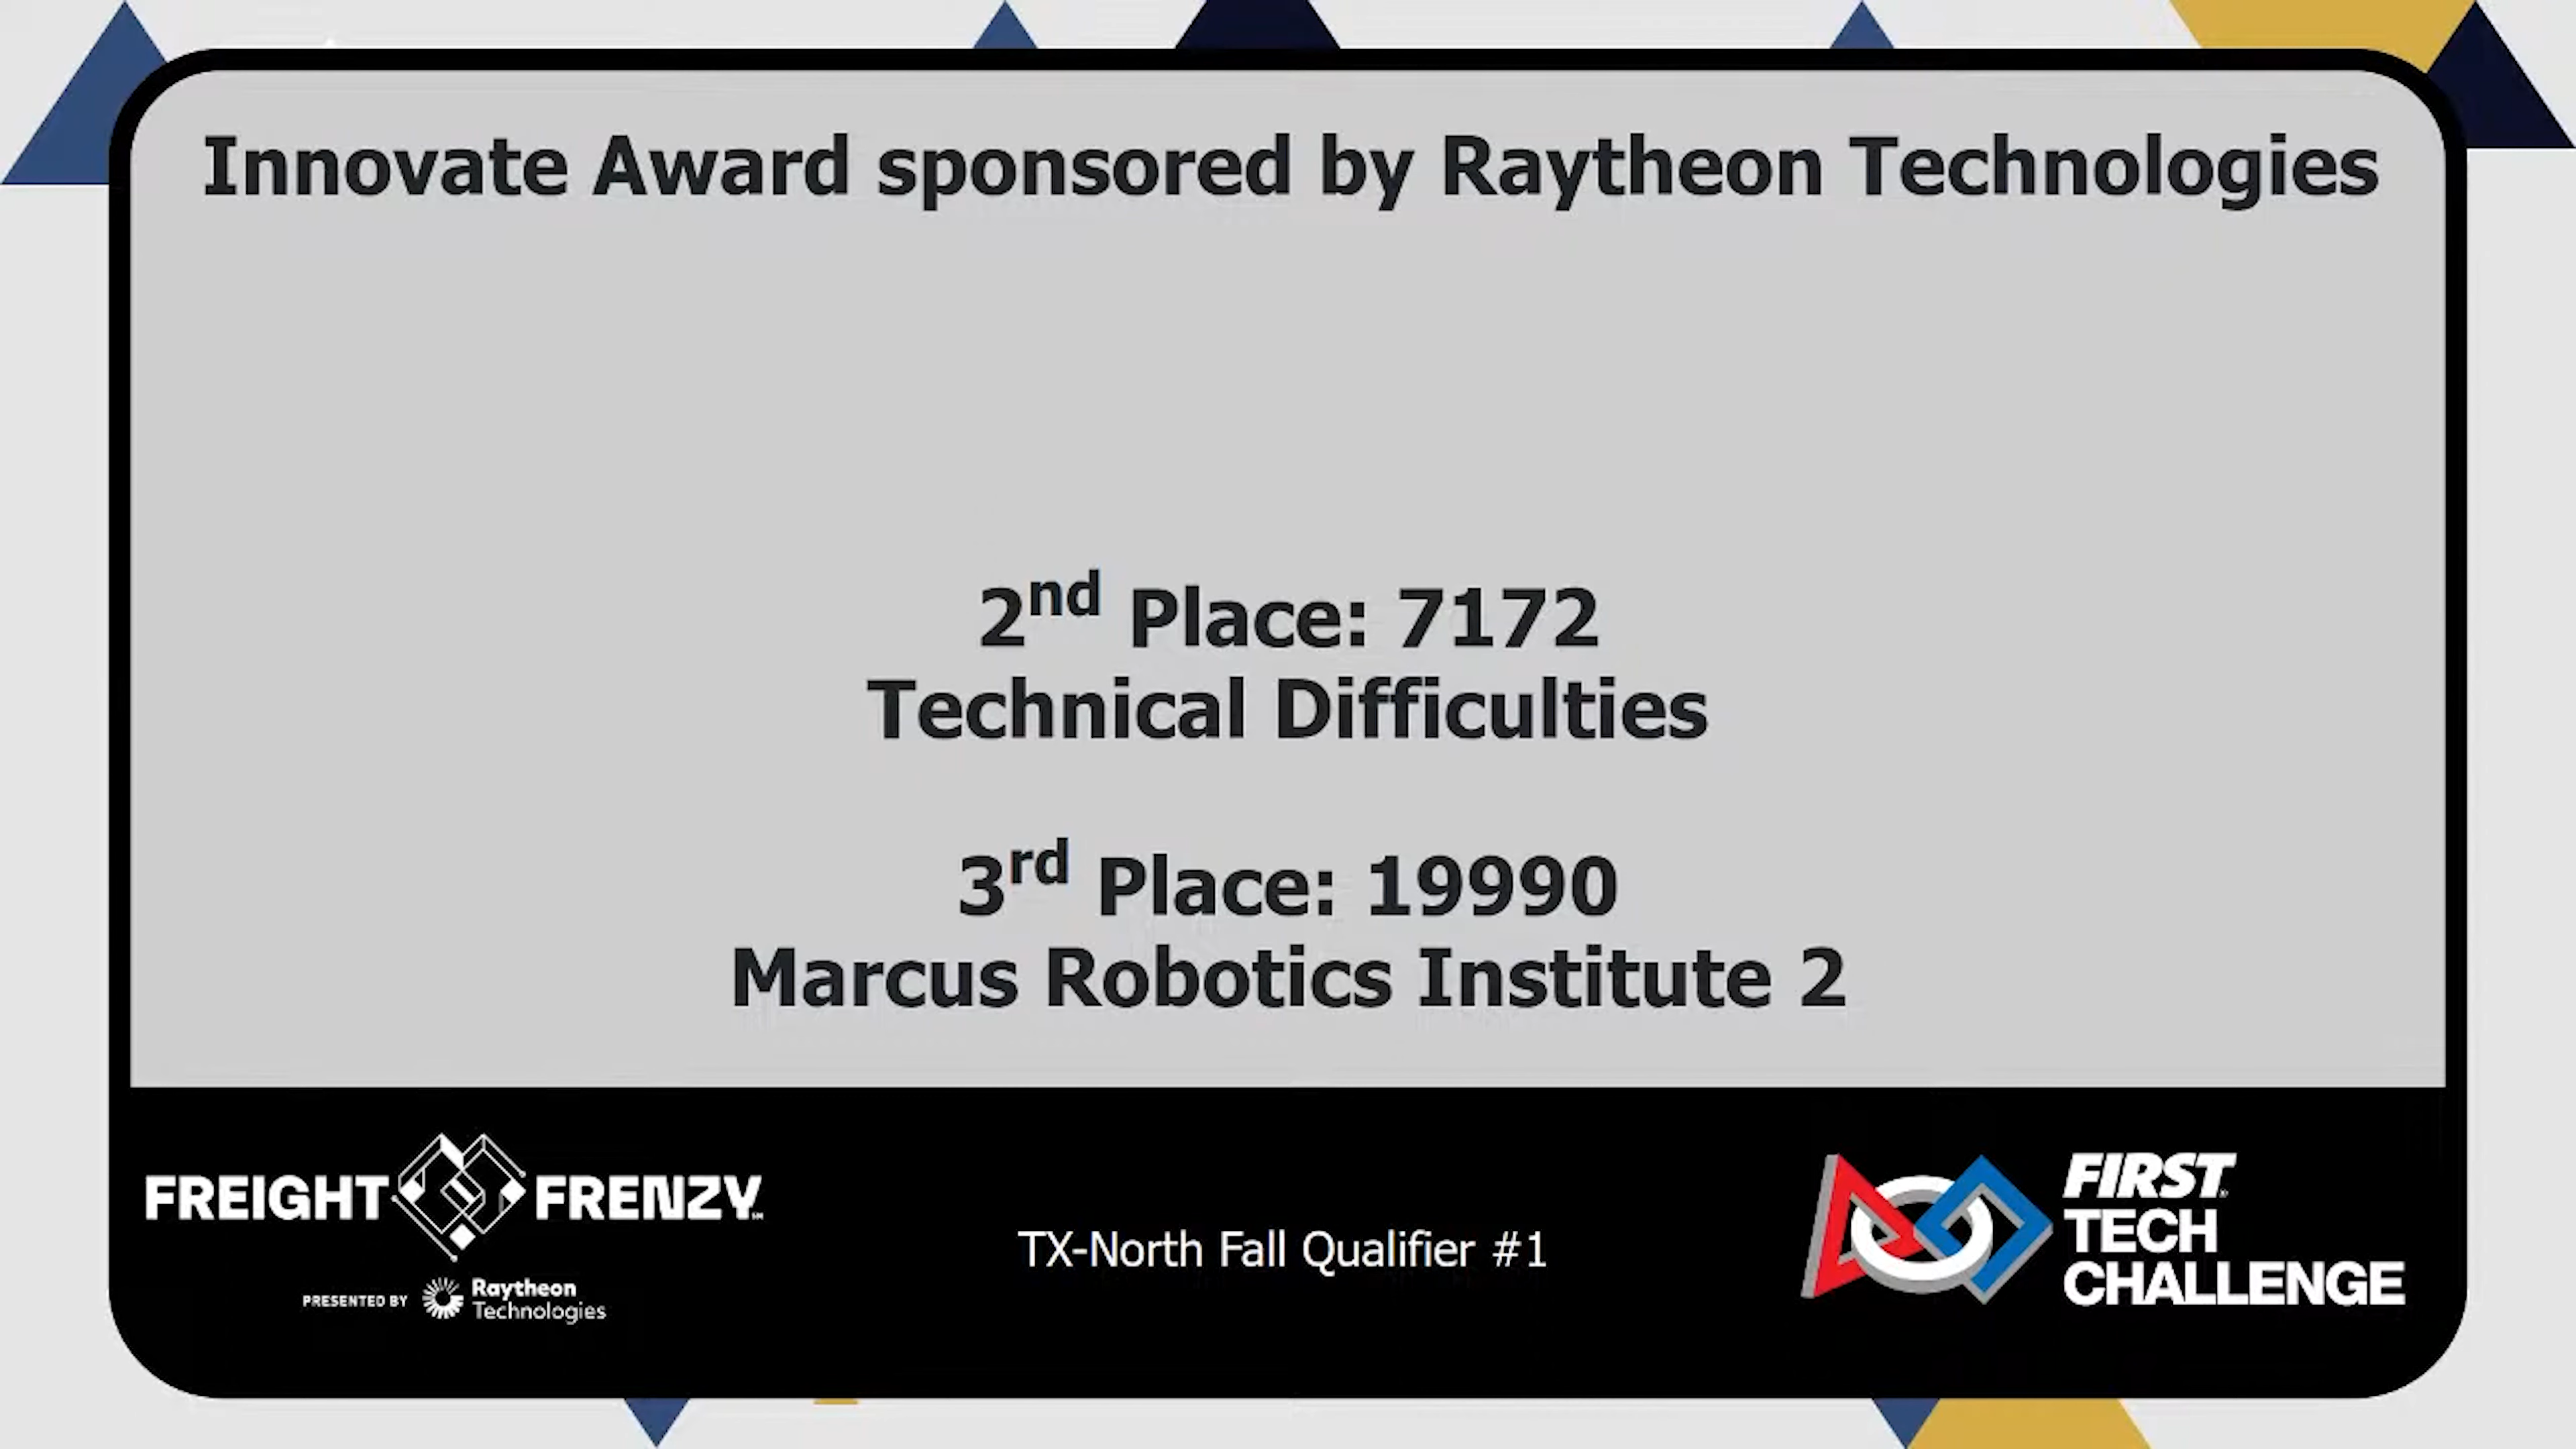 Innovate Award sponsored by Raytheon Technologies
2nd Place: 7172
Technical Difficulties
3rd Place: 19990
Marcus Robotics Institute 2
FREIGHT FRENZY℠
PRESENTED BY Raytheon
Technologies
TX-North Fall Qualifier #1
FIRST®
TECH
CHALLENGE